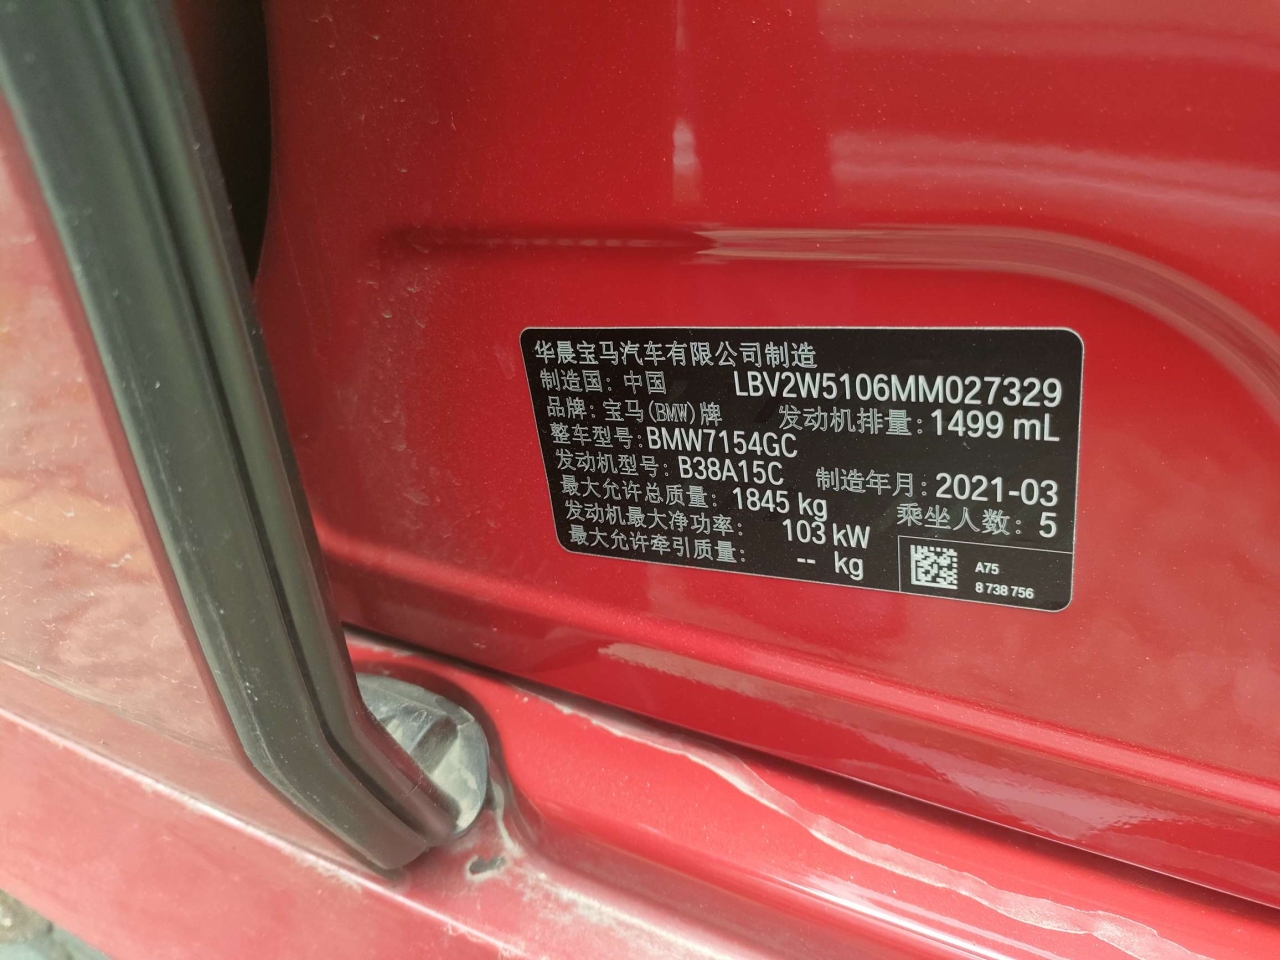 华晨宝马汽车有限公司制造
制造国: 中国 LBV2W5106MM027329
品牌: 宝马(BMW)牌 发动机排量: 1499 mL
整车型号: BMW7154GC
发动机型号: B38A15C 制造年月: 2021-03
最大允许总质量: 1845 kg 乘坐人数: 5
发动机最大净功率: 103 kW
最大允许牵引质量: -- kg
A75
8 738 756